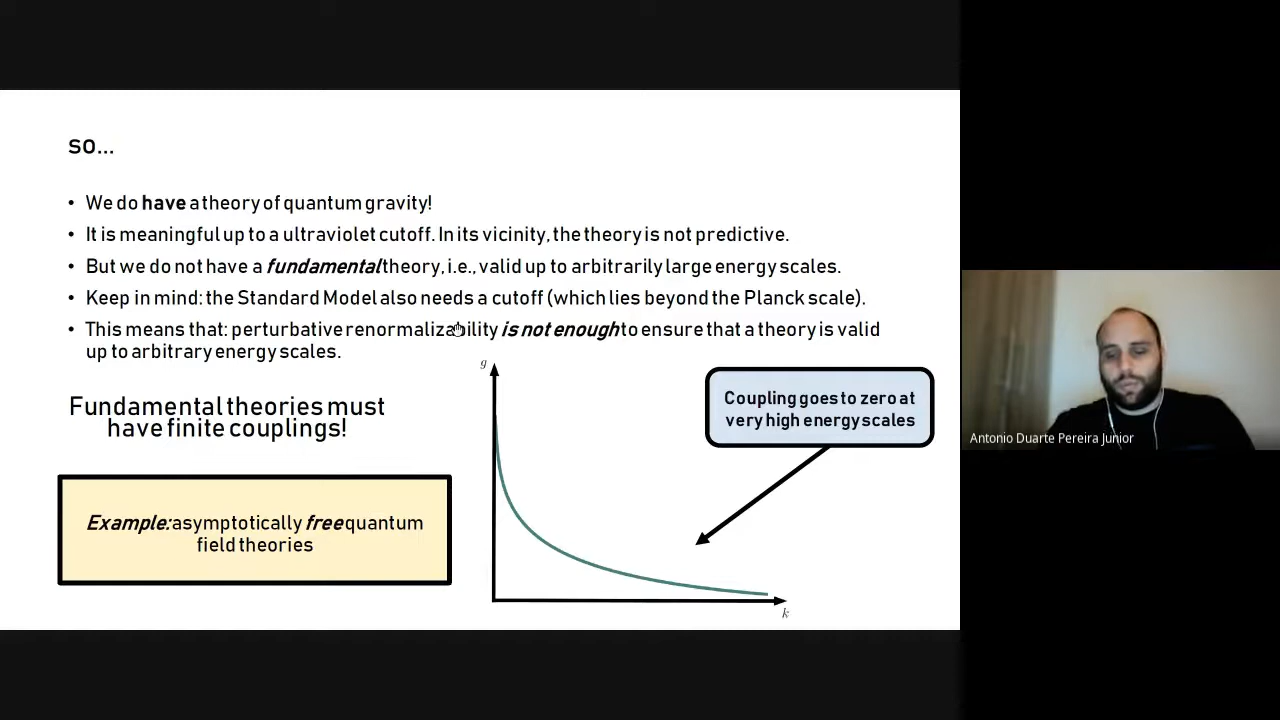 SO...
• We do have a theory of quantum gravity!
• It is meaningful up to a ultraviolet cutoff. In its vicinity, the theory is not predictive.
• But we do not have a fundamental theory, i.e., valid up to arbitrarily large energy scales.
• Keep in mind: the Standard Model also needs a cutoff (which lies beyond the Planck scale).
• This means that: perturbative renormalizability is not enough to ensure that a theory is valid
up to arbitrary energy scales.
Fundamental theories must
have finite couplings!
Example: asymptotically free quantum
field theories
g
k
Coupling goes to zero at
very high energy scales
Antonio Duarte Pereira Junior